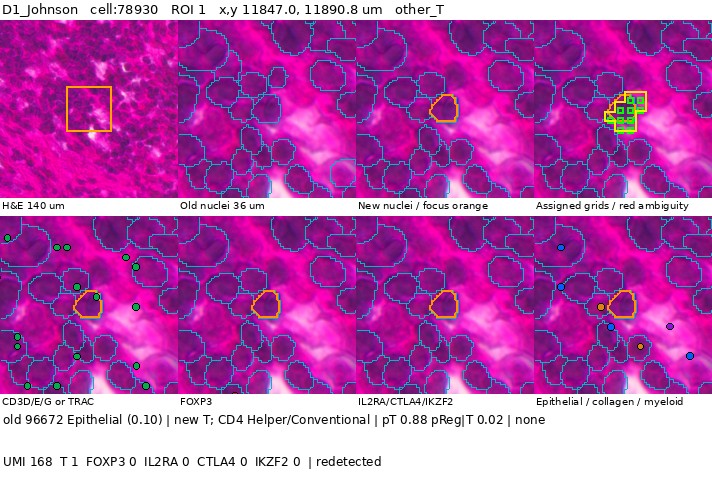 D1_Johnson cell:78930 ROI 1 x,y 11847.0, 11890.8 um other_T
H&E 140 um
Old nuclei 36 um
New nuclei / focus orange
Assigned grids / red ambiguity
CD3D/E/G or TRAC
FOXP3
IL2RA/CTLA4/IKZF2
Epithelial / collagen / myeloid
old 96672 Epithelial (0.10) | new T; CD4 Helper/Conventional | pT 0.88 pReg|T 0.02 | none
UMI 168 T 1 FOXP3 0 IL2RA 0 CTLA4 0 IKZF2 0 | redetected